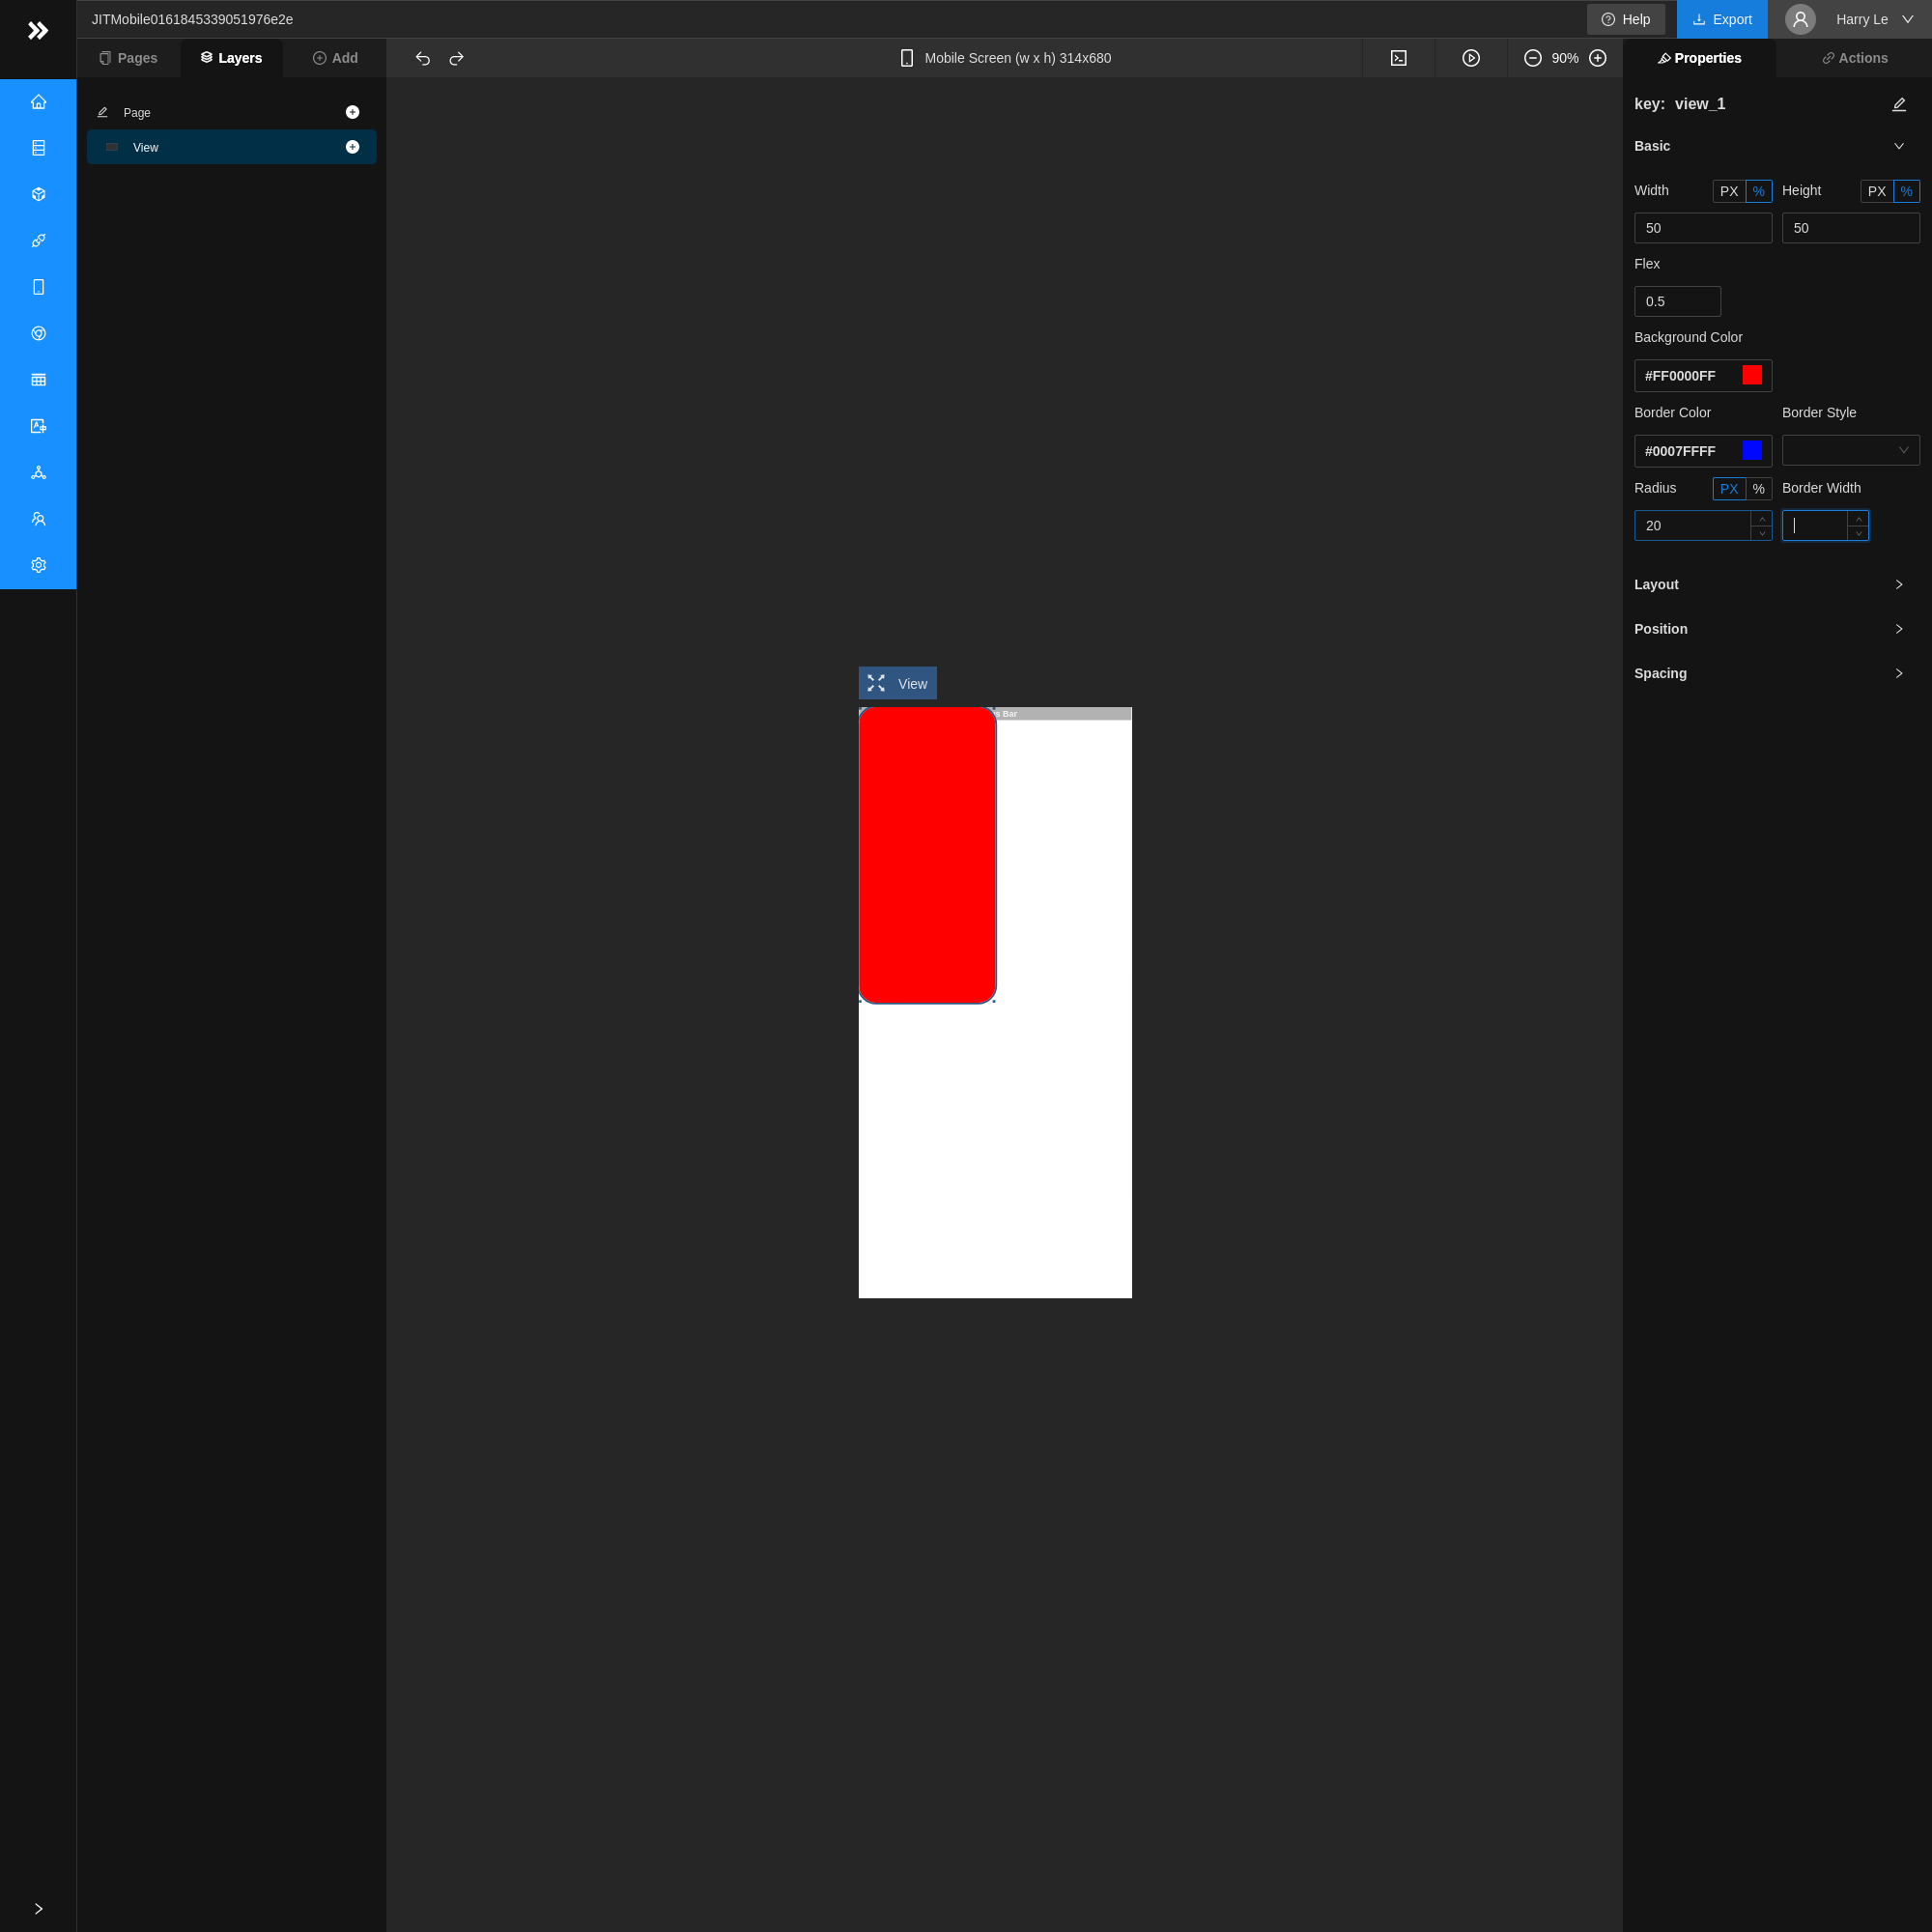 JITMobile0161845339051976e2e
Help
Export
Harry Le
Pages
Layers
Add
Mobile Screen (w x h) 314x680
90%
Properties
Actions
Page
View
key: view_1
Basic
Width PX % Height PX %
50 50
Flex
0.5
Background Color
#FF0000FF
Border Color Border Style
#0007FFFF
Radius PX % Border Width
20
Layout
Position
Spacing
View
s Bar